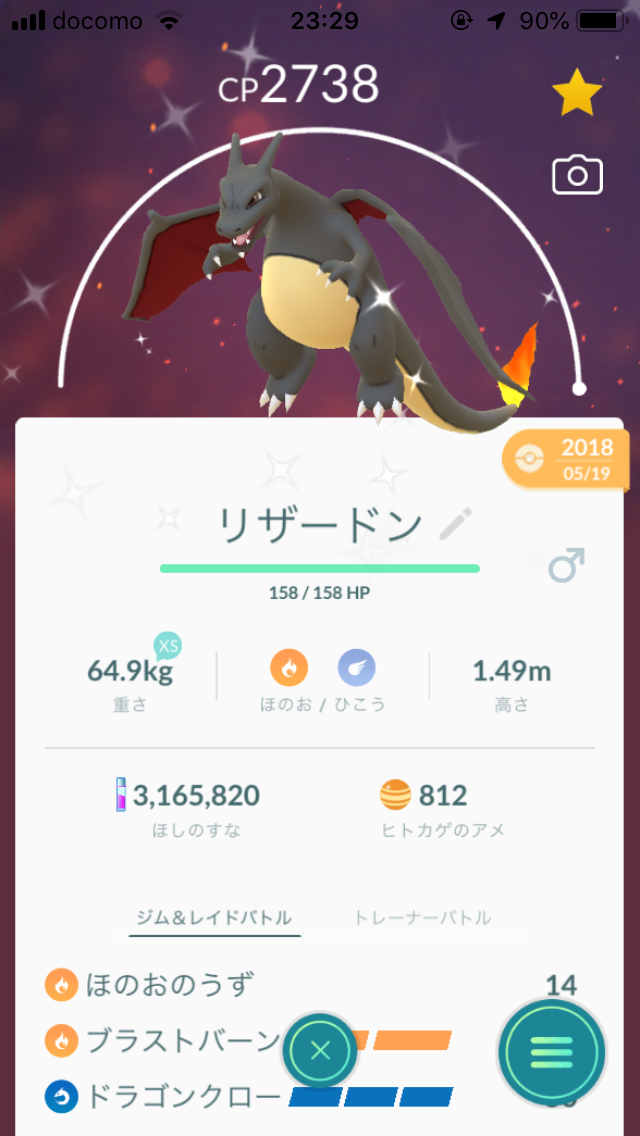 docomo 23:29 90%
CP2738
2018
05/19
リザードン
158 / 158 HP
XS
64.9kg 1.49m
重さ ほのお / ひこう 高さ
3,165,820 812
ほしのすな ヒトカゲのアメ
ジム&レイドバトル トレーナーバトル
ほのおのうず 14
ブラストバーン
ドラゴンクロー